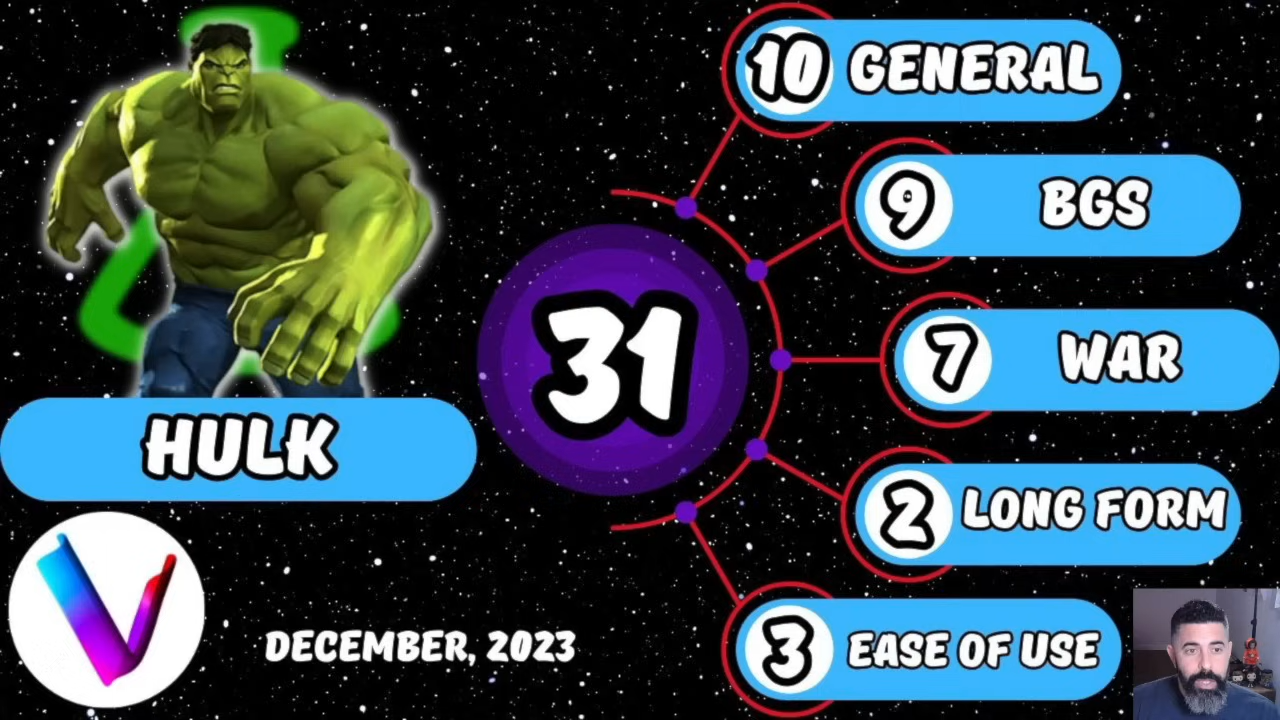 HULK
DECEMBER, 2023
31
10 GENERAL
9 BGS
7 WAR
2 LONG FORM
3 EASE OF USE
V